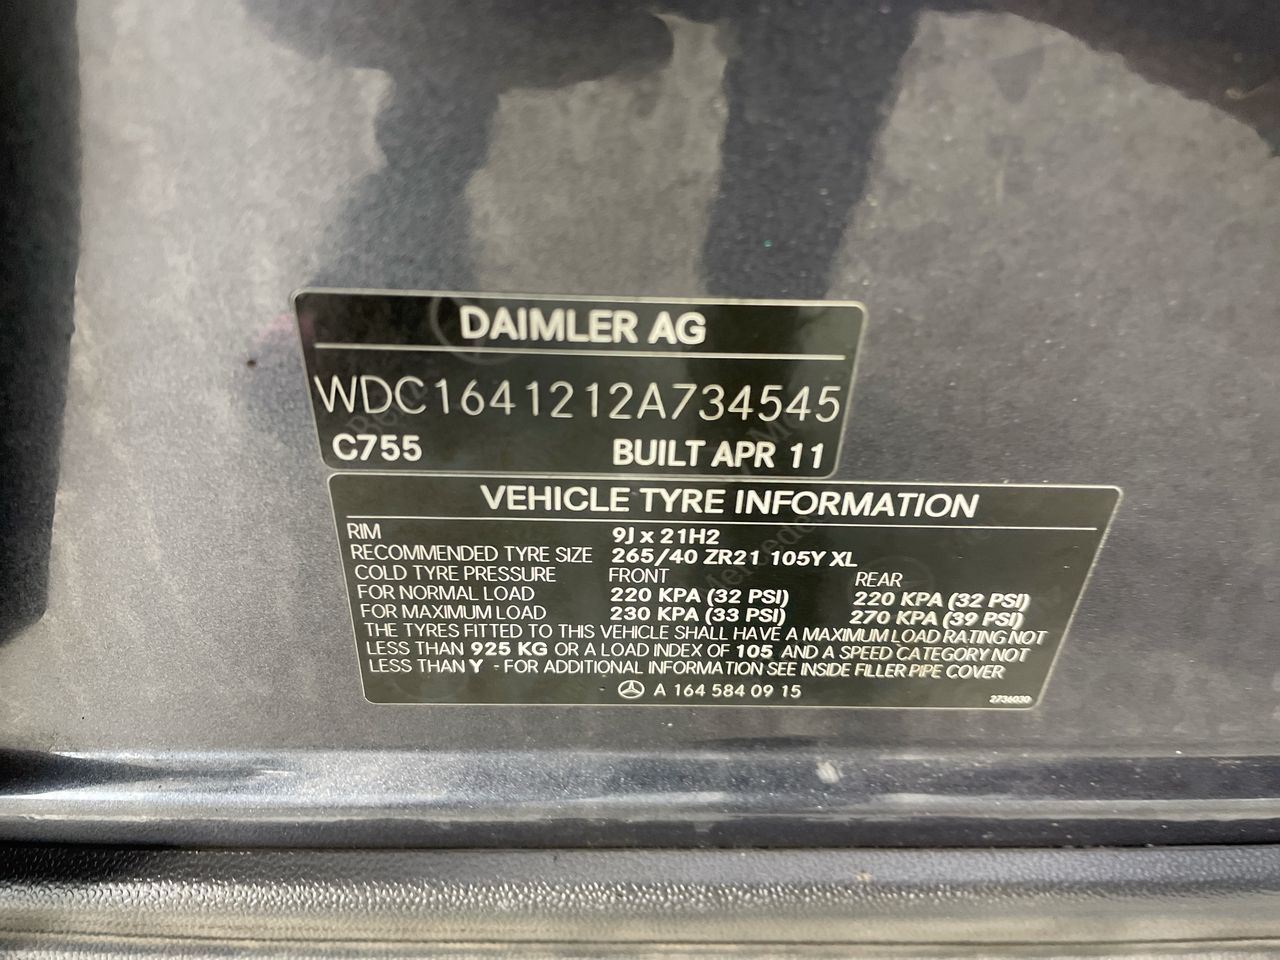 DAIMLER AG
WDC1641212A734545
C755 BUILT APR 11
VEHICLE TYRE INFORMATION
RIM 9J x 21H2
RECOMMENDED TYRE SIZE 265/40 ZR21 105Y XL
COLD TYRE PRESSURE FRONT REAR
FOR NORMAL LOAD 220 KPA (32 PSI) 220 KPA (32 PSI)
FOR MAXIMUM LOAD 230 KPA (33 PSI) 270 KPA (39 PSI)
THE TYRES FITTED TO THIS VEHICLE SHALL HAVE A MAXIMUM LOAD RATING NOT
LESS THAN 925 KG OR A LOAD INDEX OF 105 AND A SPEED CATEGORY NOT
LESS THAN Y - FOR ADDITIONAL INFORMATION SEE INSIDE FILLER PIPE COVER
A 164 584 09 15
2736030